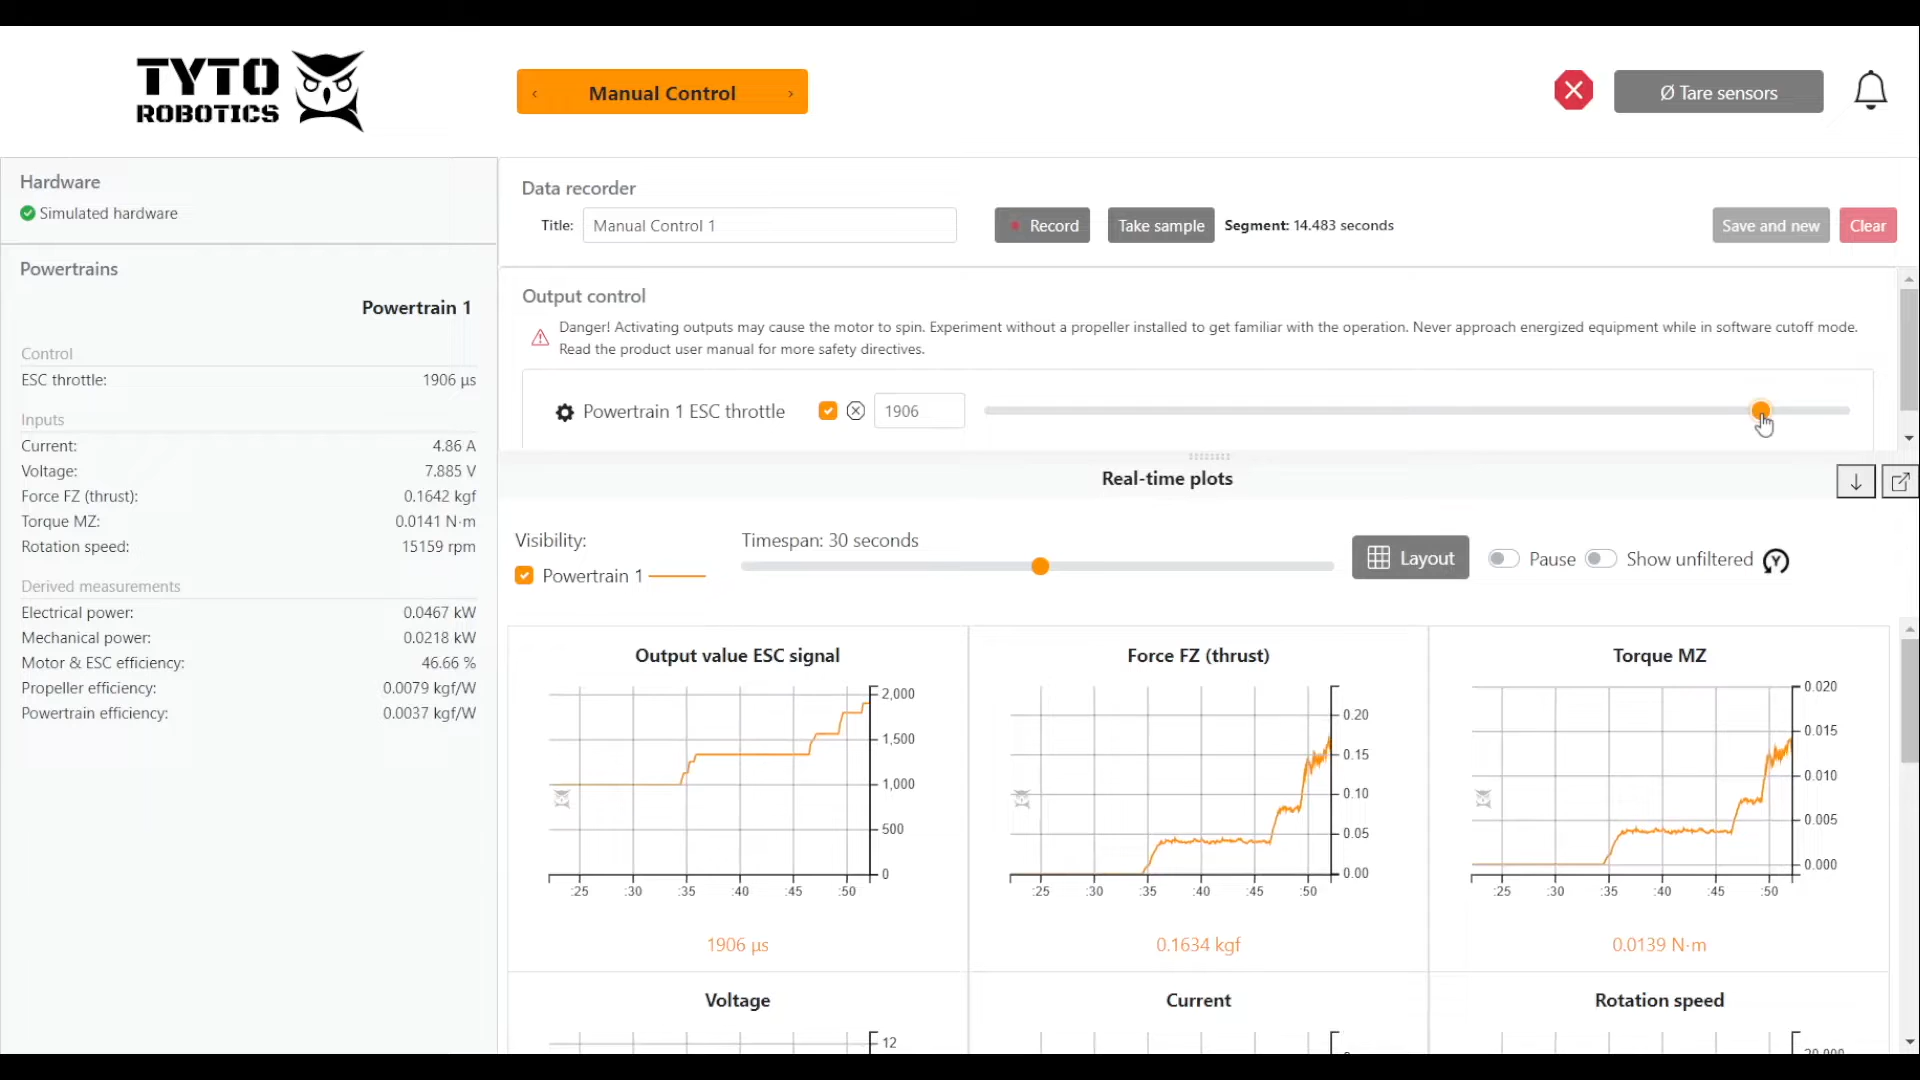 TYTO
ROBOTICS
‹ Manual Control ›
Ø Tare sensors
Hardware
Simulated hardware
Powertrains
Powertrain 1
Control
ESC throttle: 1906 µs
Inputs
Current: 4.86 A
Voltage: 7.885 V
Force FZ (thrust): 0.1642 kgf
Torque MZ: 0.0141 N·m
Rotation speed: 15159 rpm
Derived measurements
Electrical power: 0.0467 kW
Mechanical power: 0.0218 kW
Motor & ESC efficiency: 46.66 %
Propeller efficiency: 0.0079 kgf/W
Powertrain efficiency: 0.0037 kgf/W
Data recorder
Title: Manual Control 1 Record Take sample Segment: 14.483 seconds Save and new Clear
Output control
Danger! Activating outputs may cause the motor to spin. Experiment without a propeller installed to get familiar with the operation. Never approach energized equipment while in software cutoff mode.
Read the product user manual for more safety directives.
Powertrain 1 ESC throttle 1906
Real-time plots
Visibility: Timespan: 30 seconds
Powertrain 1
Layout Pause Show unfiltered Y
Output value ESC signal
2,000
1,500
1,000
500
0
:25 :30 :35 :40 :45 :50
1906 µs
Force FZ (thrust)
0.20
0.15
0.10
0.05
0.00
:25 :30 :35 :40 :45 :50
0.1634 kgf
Torque MZ
0.020
0.015
0.010
0.005
0.000
:25 :30 :35 :40 :45 :50
0.0139 N·m
Voltage
12
Current
Rotation speed
20,000